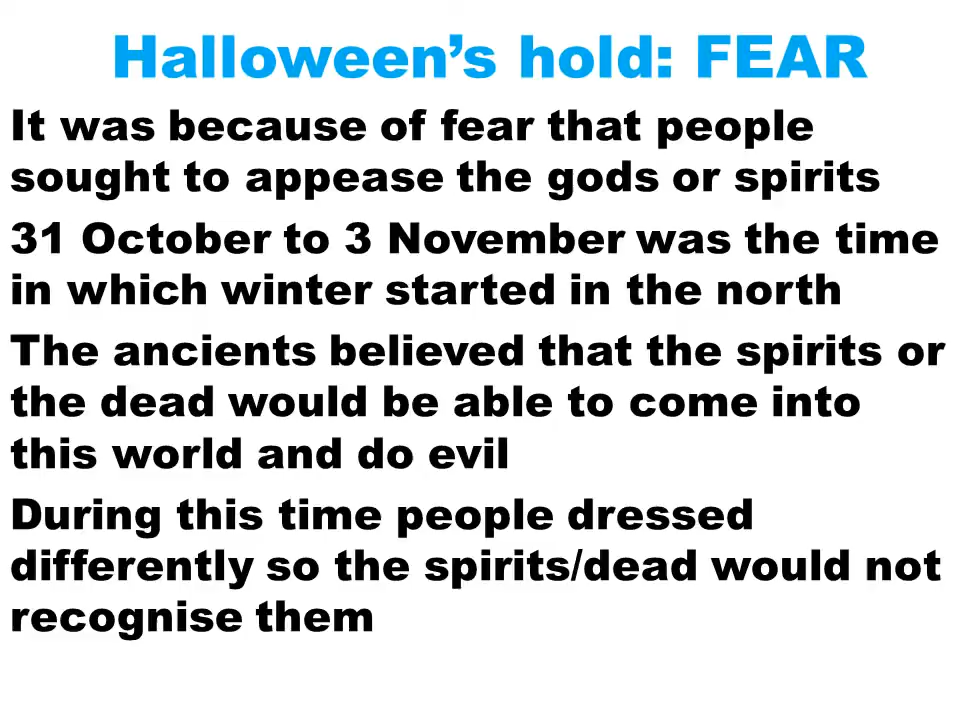 Halloween’s hold: FEAR
It was because of fear that people
sought to appease the gods or spirits
31 October to 3 November was the time
in which winter started in the north
The ancients believed that the spirits or
the dead would be able to come into
this world and do evil
During this time people dressed
differently so the spirits/dead would not
recognise them